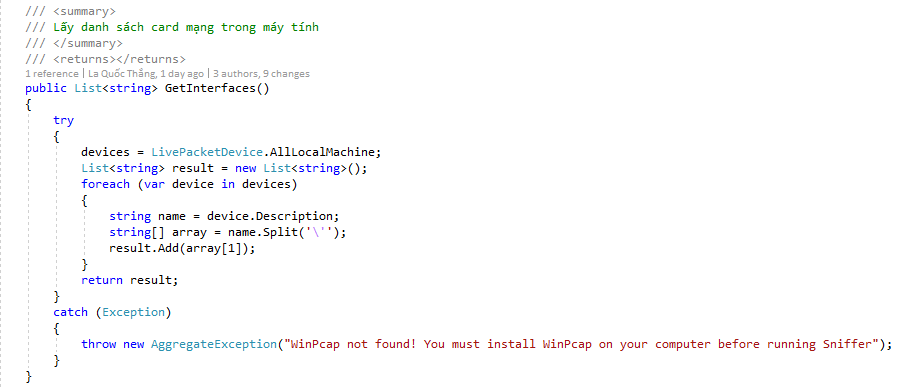 /// <summary>
/// Lấy danh sách card mạng trong máy tính
/// </summary>
/// <returns></returns>
1 reference | La Quốc Thắng, 1 day ago | 3 authors, 9 changes
public List<string> GetInterfaces()
{
    try
    {
        devices = LivePacketDevice.AllLocalMachine;
        List<string> result = new List<string>();
        foreach (var device in devices)
        {
            string name = device.Description;
            string[] array = name.Split('\'');
            result.Add(array[1]);
        }
        return result;
    }
    catch (Exception)
    {
        throw new AggregateException("WinPcap not found! You must install WinPcap on your computer before running Sniffer");
    }
}